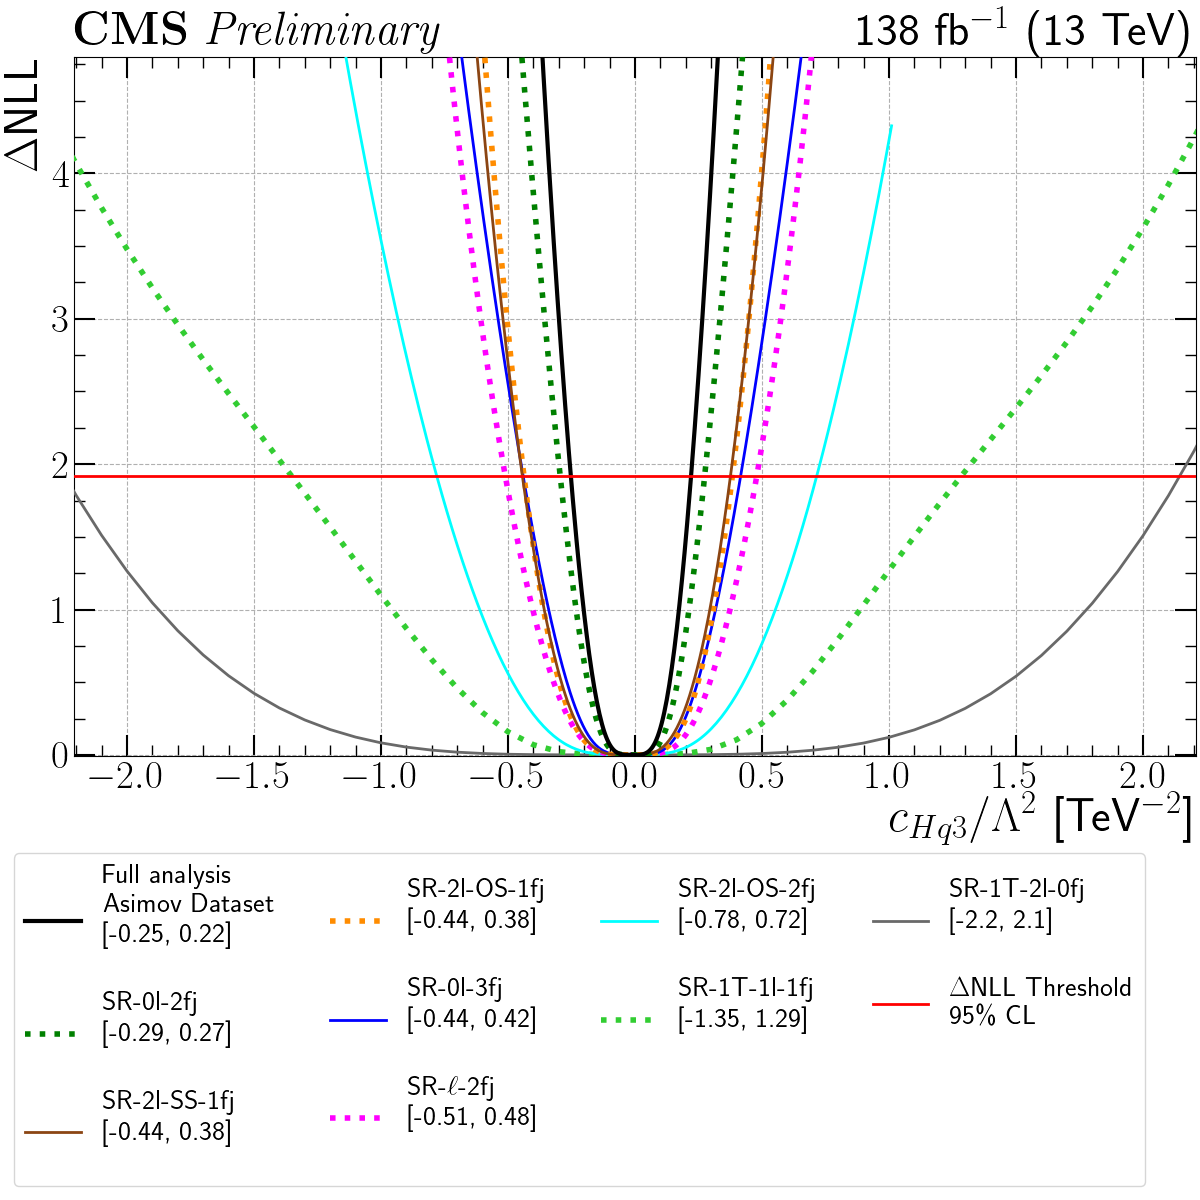 CMS Preliminary
138 fb⁻¹ (13 TeV)
ΔNLL
4
3
2
1
0
−2.0 −1.5 −1.0 −0.5 0.0 0.5 1.0 1.5 2.0
c_{Hq3}/Λ² [TeV⁻²]
Full analysis
Asimov Dataset
[-0.25, 0.22]
SR-0l-2fj
[-0.29, 0.27]
SR-2l-SS-1fj
[-0.44, 0.38]
SR-2l-OS-1fj
[-0.44, 0.38]
SR-0l-3fj
[-0.44, 0.42]
SR-ℓ-2fj
[-0.51, 0.48]
SR-2l-OS-2fj
[-0.78, 0.72]
SR-1T-1l-1fj
[-1.35, 1.29]
SR-1T-2l-0fj
[-2.2, 2.1]
ΔNLL Threshold
95% CL